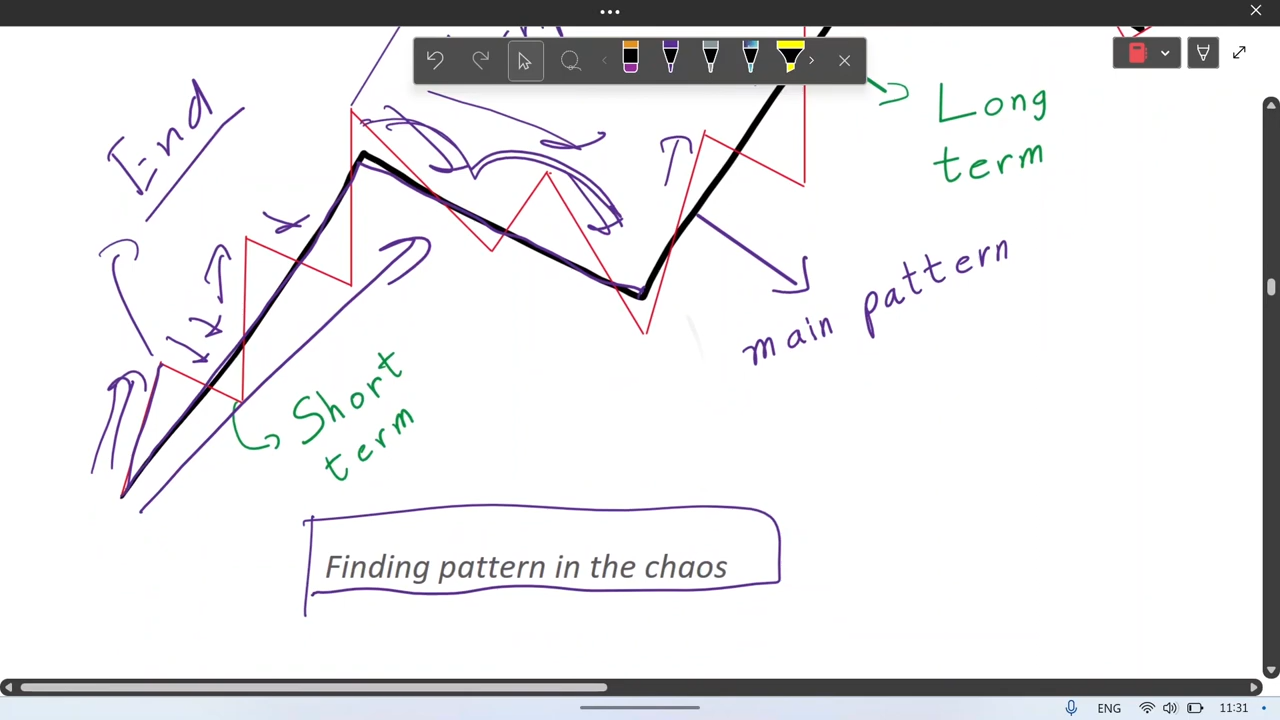 End
Long
term
main pattern
Short
term
Finding pattern in the chaos
ENG
11:31